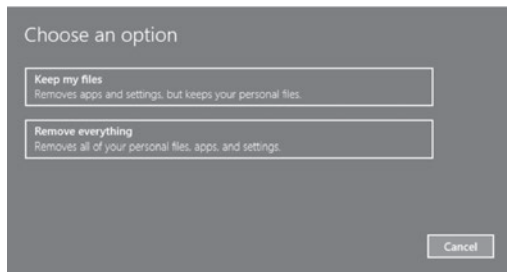 Choose an option
Keep my files
Removes apps and settings, but keeps your personal files.
Remove everything
Removes all of your personal files, apps, and settings.
Cancel